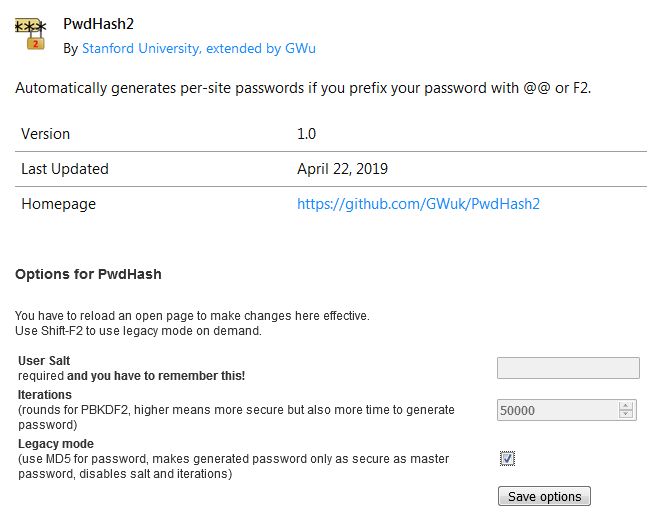 ***
2
PwdHash2
By Stanford University, extended by GWu
Automatically generates per-site passwords if you prefix your password with @@ or F2.
Version 1.0
Last Updated April 22, 2019
Homepage https://github.com/GWuk/PwdHash2
Options for PwdHash
You have to reload an open page to make changes here effective.
Use Shift-F2 to use legacy mode on demand.
User Salt
required and you have to remember this!
Iterations
(rounds for PBKDF2, higher means more secure but also more time to generate
password)
50000
Legacy mode
(use MD5 for password, makes generated password only as secure as master
password, disables salt and iterations)
Save options